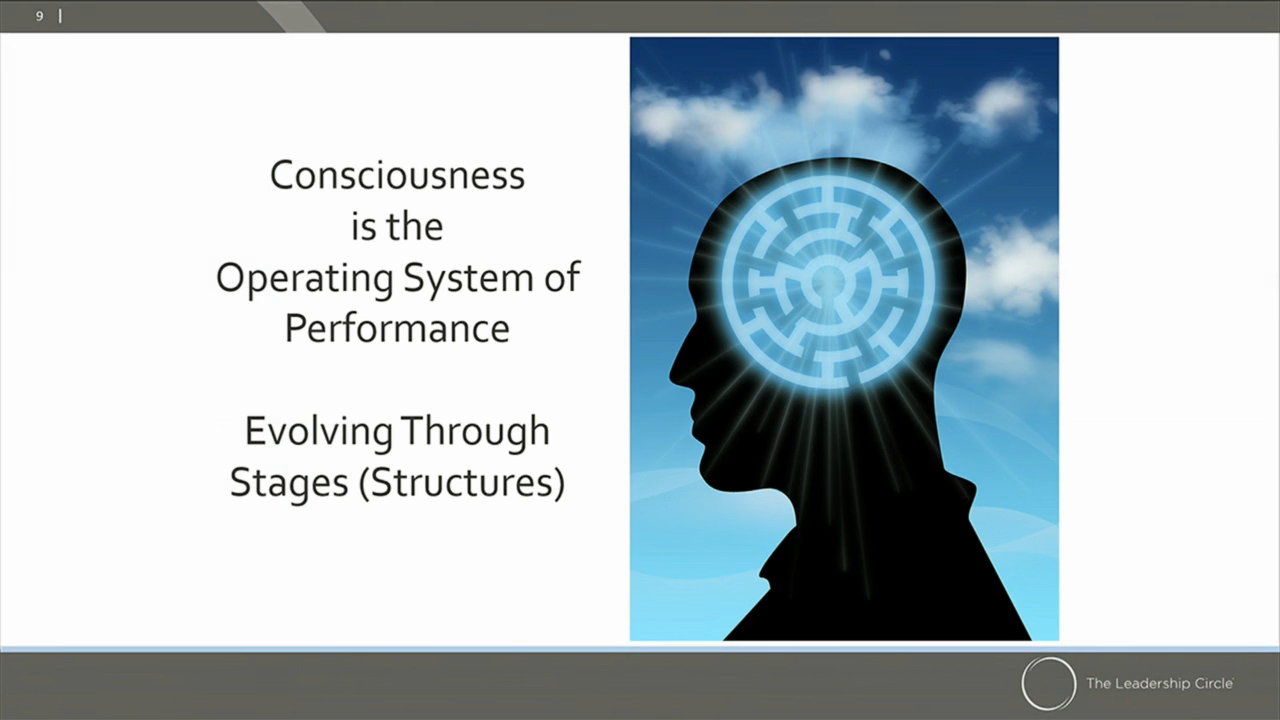 9 |
Consciousness
is the
Operating System of
Performance
Evolving Through
Stages (Structures)
The Leadership Circle